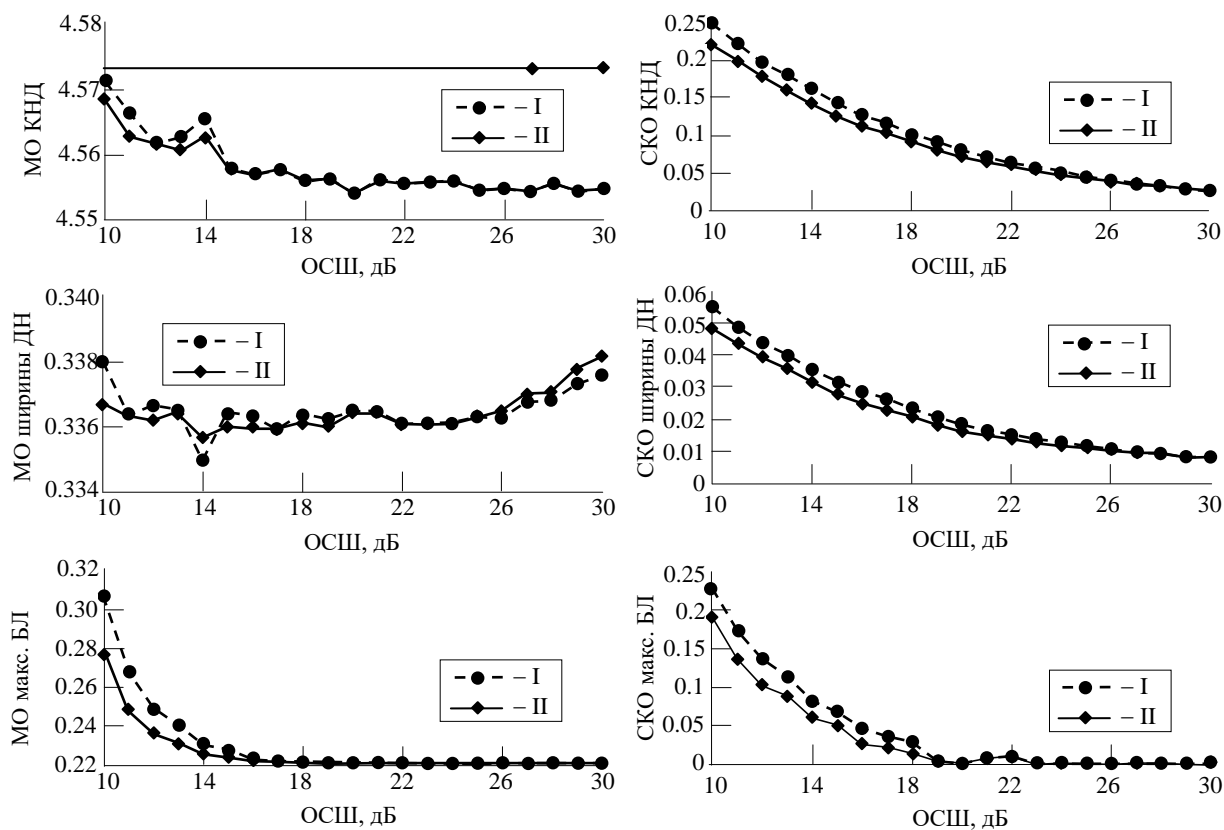 МО КНД
4.58
4.57
4.56
4.55
10 14 18 22 26 30
ОСШ, дБ
– I
– II
СКО КНД
0.25
0.2
0.15
0.1
0.05
0
10 14 18 22 26 30
ОСШ, дБ
– I
– II
МО ширины ДН
0.340
0.338
0.336
0.334
10 14 18 22 26 30
ОСШ, дБ
– I
– II
СКО ширины ДН
0.06
0.05
0.04
0.03
0.02
0.01
0
10 14 18 22 26 30
ОСШ, дБ
– I
– II
МО макс. БЛ
0.32
0.30
0.28
0.26
0.24
0.22
10 14 18 22 26 30
ОСШ, дБ
– I
– II
СКО макс. БЛ
0.25
0.2
0.15
0.1
0.05
0
10 14 18 22 26 30
ОСШ, дБ
– I
– II